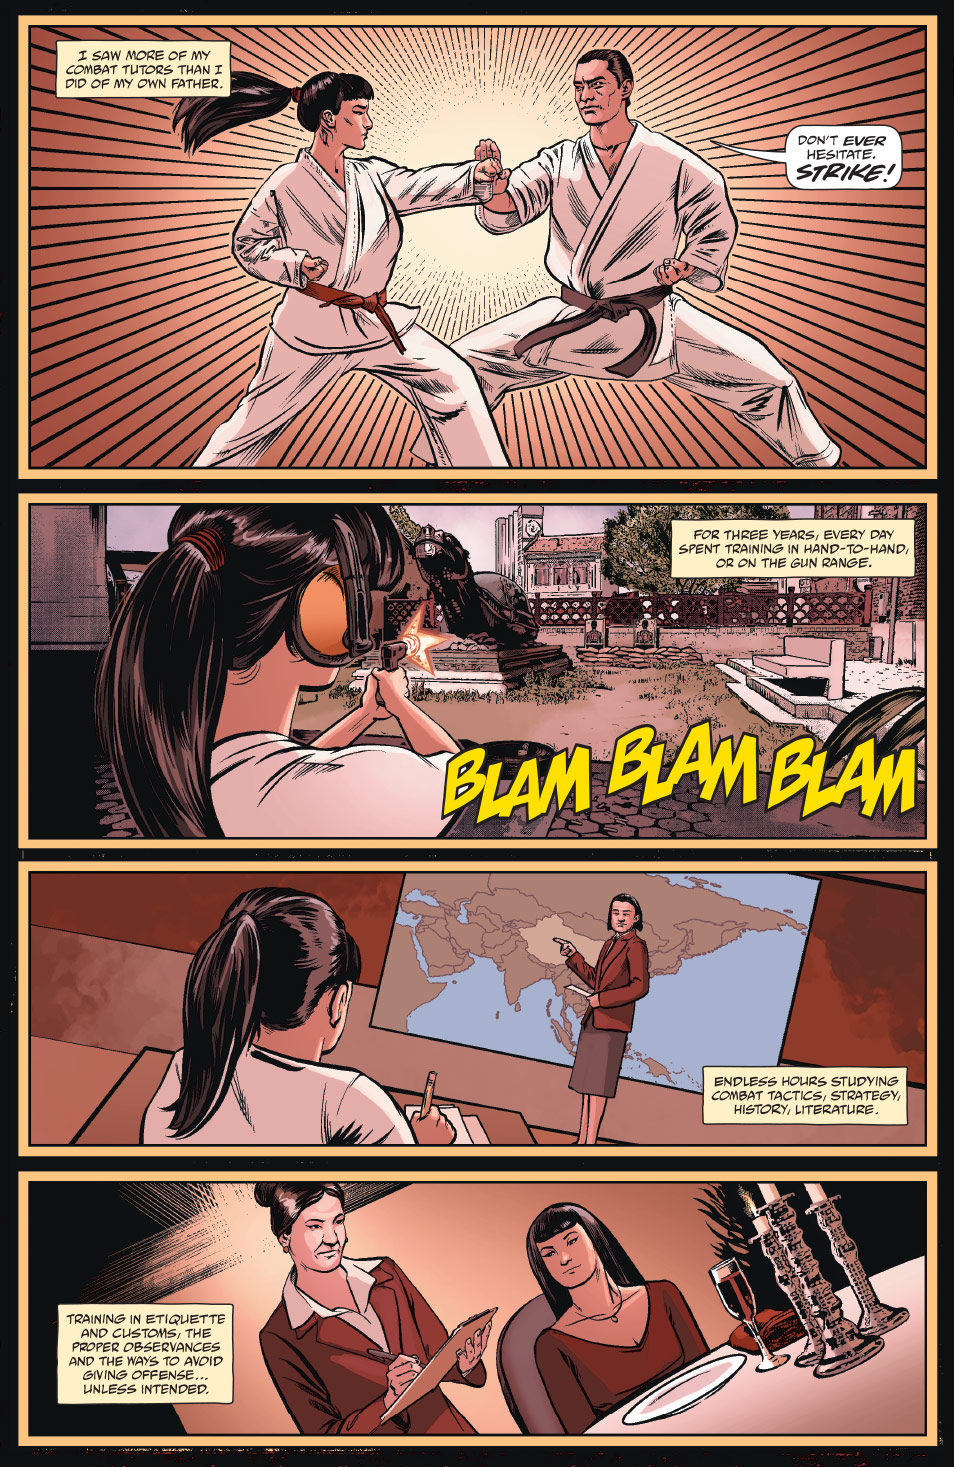 I SAW MORE OF MY
COMBAT TUTORS THAN I
DID OF MY OWN FATHER.
DON'T EVER
HESITATE.
STRIKE!
FOR THREE YEARS, EVERY DAY
SPENT TRAINING IN HAND-TO-HAND,
OR ON THE GUN RANGE.
BLAM BLAM BLAM
ENDLESS HOURS STUDYING
COMBAT TACTICS, STRATEGY,
HISTORY, LITERATURE.
TRAINING IN ETIQUETTE
AND CUSTOMS, THE
PROPER OBSERVANCES
AND THE WAYS TO AVOID
GIVING OFFENSE...
UNLESS INTENDED.